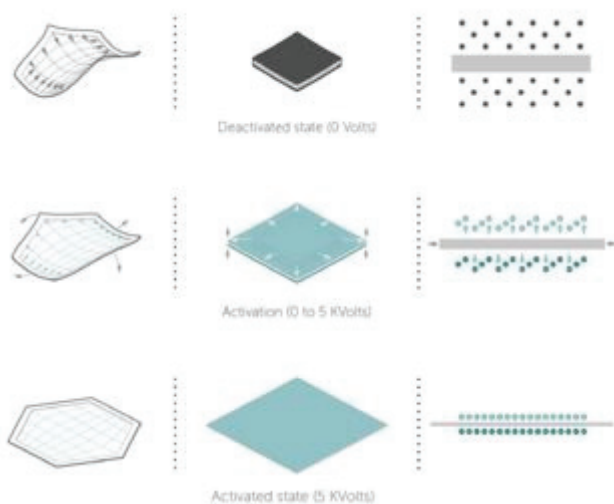 Deactivated state (0 Volts)
Activation (0 to 5 KVolts)
Activated state (5 KVolts)